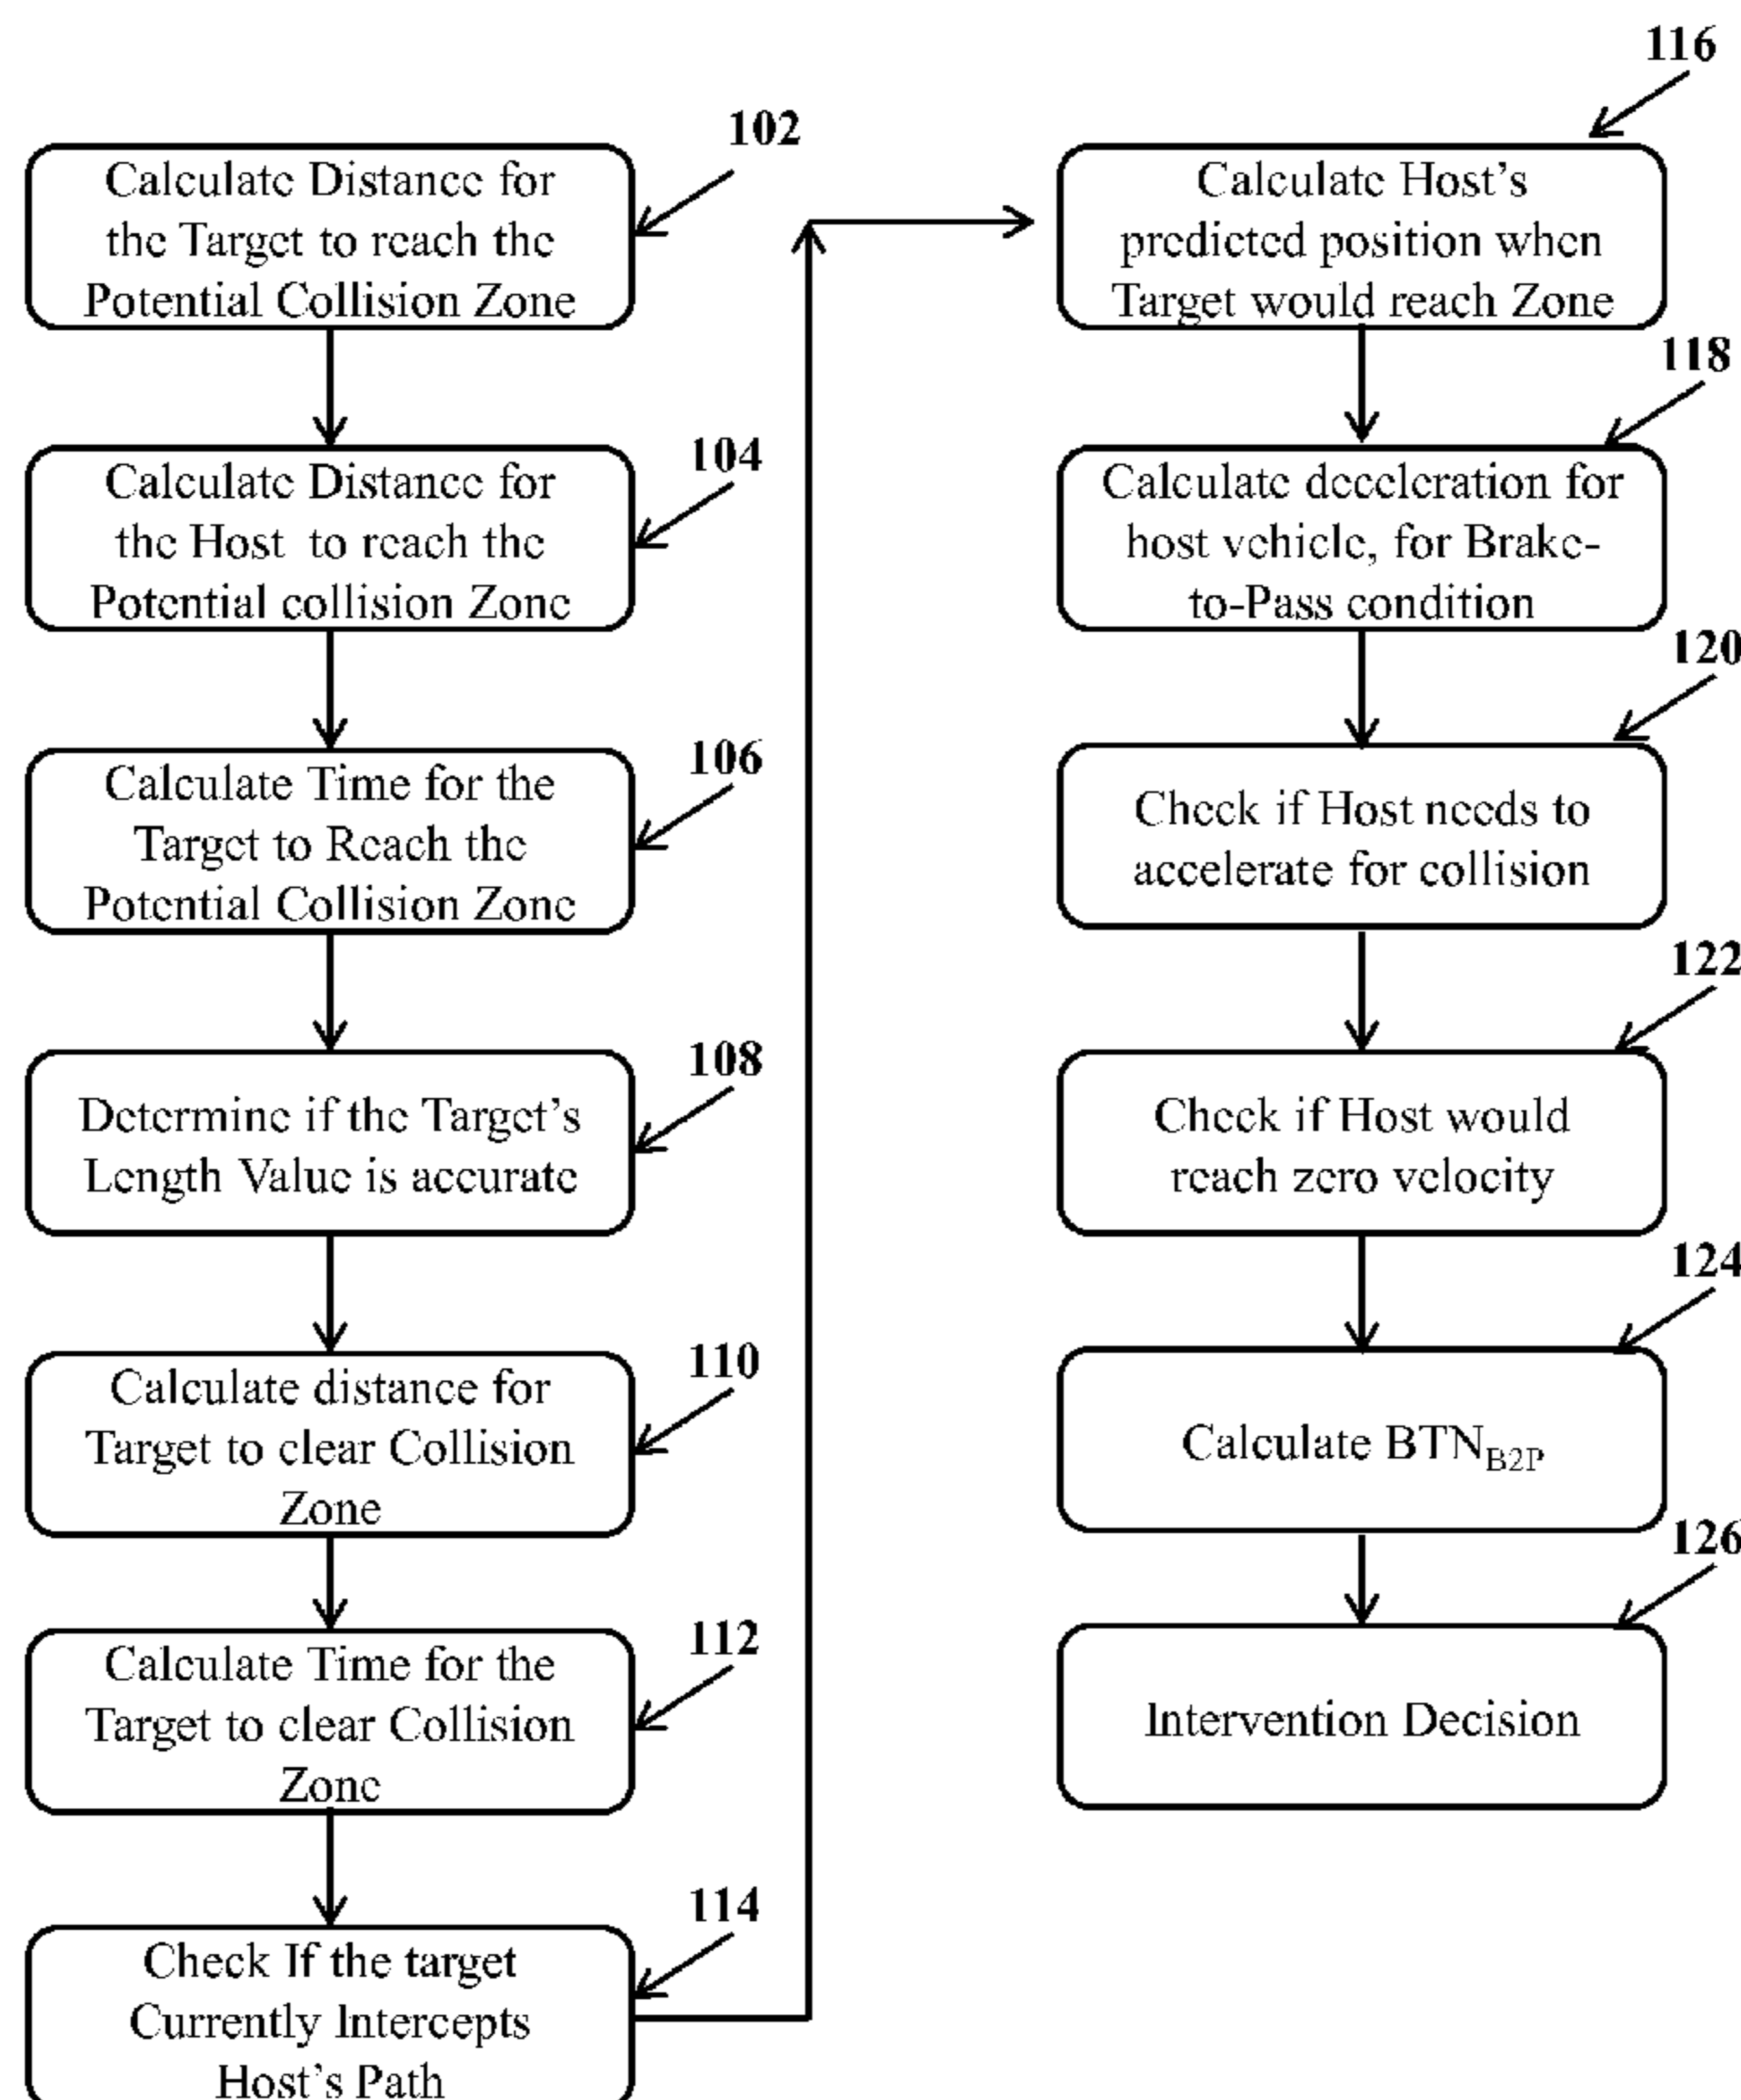 102
Calculate Distance for
the Target to reach the
Potential Collision Zone
104
Calculate Distance for
the Host to reach the
Potential collision Zone
106
Calculate Time for the
Target to Reach the
Potential Collision Zone
108
Determine if the Target's
Length Value is accurate
110
Calculate distance for
Target to clear Collision
Zone
112
Calculate Time for the
Target to clear Collision
Zone
114
Check If the target
Currently Intercepts
Host's Path
116
Calculate Host's
predicted position when
Target would reach Zone
118
Calculate deceleration for
host vehicle, for Brake-
to-Pass condition
120
Check if Host needs to
accelerate for collision
122
Check if Host would
reach zero velocity
124
Calculate BTN_B2P
126
Intervention Decision